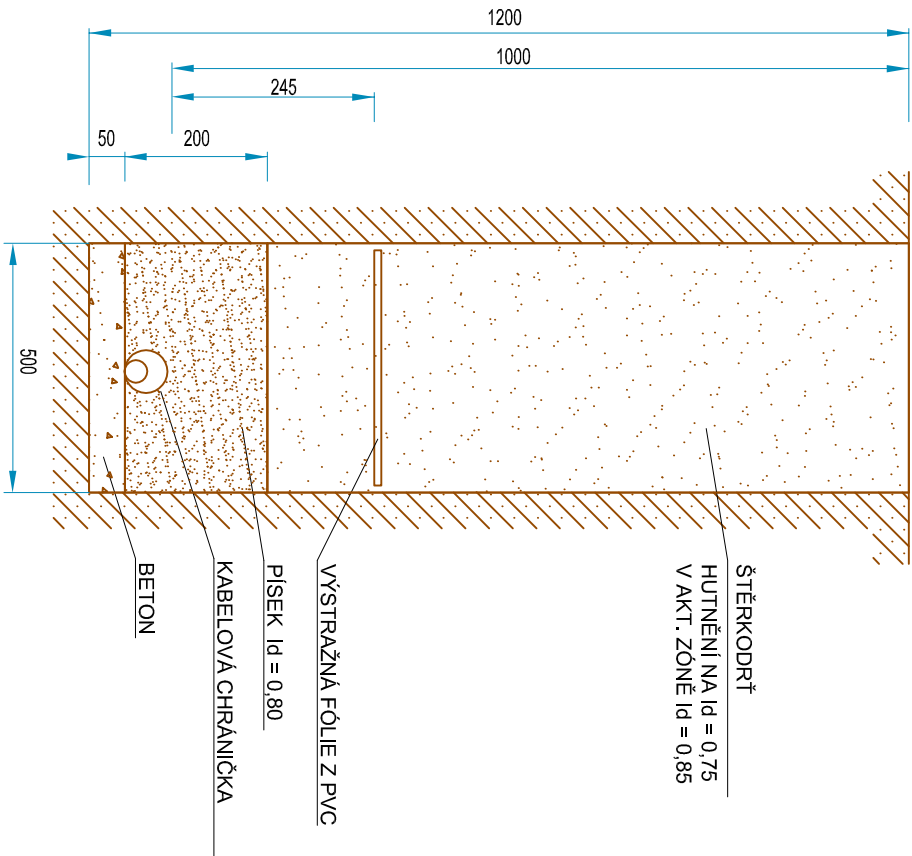 1200
1000
245
50
200
500
ŠTĚRKODRŤ
HUTNĚNÍ NA Id = 0,75
V AKT. ZÓNĚ Id = 0,85
VÝSTRAŽNÁ FÓLIE Z PVC
PÍSEK Id = 0,80
KABELOVÁ CHRÁNIČKA
BETON